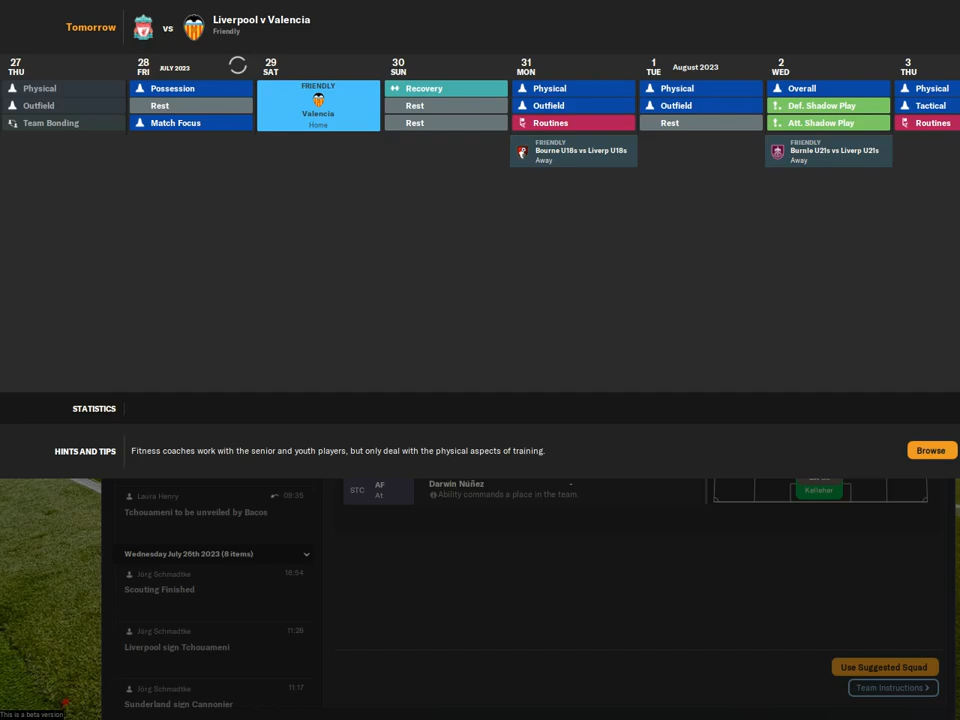 Tomorrow
vs
Liverpool v Valencia
Friendly
27
THU
28
FRI
JULY 2023
29
SAT
30
SUN
31
MON
1
TUE
August 2023
2
WED
3
THU
Physical
Outfield
Team Bonding
Possession
Rest
Match Focus
FRIENDLY
Valencia
Home
Recovery
Rest
Rest
Physical
Outfield
Routines
FRIENDLY
Bourne U18s vs Liverp U18s
Away
Physical
Outfield
Rest
Overall
Def. Shadow Play
Att. Shadow Play
FRIENDLY
Burnle U21s vs Liverp U21s
Away
Physical
Tactical
Routines
STATISTICS
HINTS AND TIPS
Fitness coaches work with the senior and youth players, but only deal with the physical aspects of training.
Browse
Laura Henry
09:35
Tchouameni to be unveiled by Bacos
Wednesday July 26th 2023 (8 items)
Jörg Schmadtke
16:54
Scouting Finished
Jörg Schmadtke
11:26
Liverpool sign Tchouameni
Jörg Schmadtke
11:17
Sunderland sign Cannonier
STC
AF
At
Darwin Núñez
-
Ability commands a place in the team.
Kelleher
Use Suggested Squad
Team Instructions >
This is a beta version